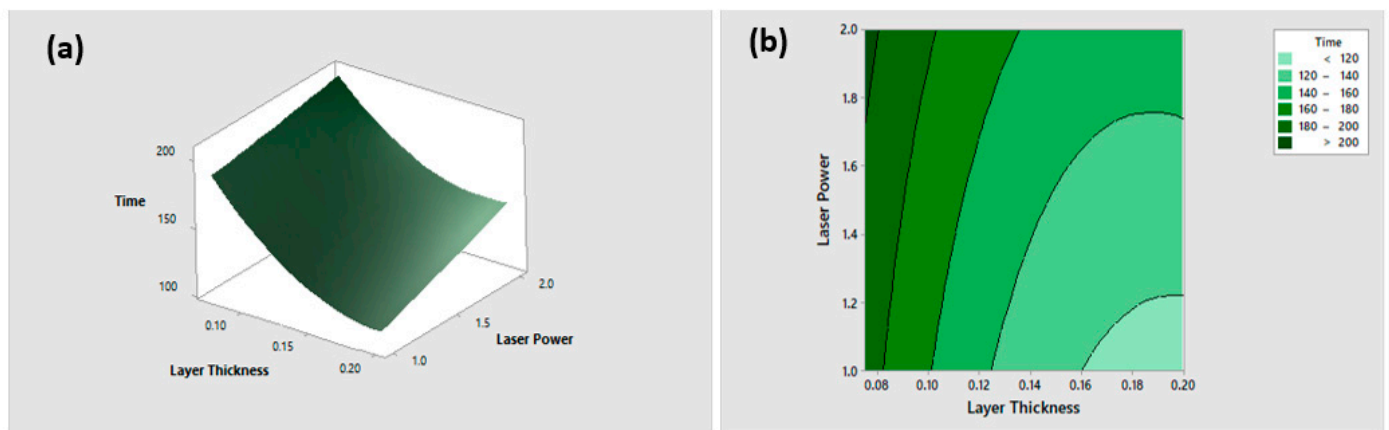 (a)
200
Time
150
100
0.10
0.15
0.20
Layer Thickness
1.0
1.5
2.0
Laser Power
(b)
2.0
1.8
1.6
1.4
1.2
1.0
Laser Power
0.08 0.10 0.12 0.14 0.16 0.18 0.20
Layer Thickness
Time
< 120
120 – 140
140 – 160
160 – 180
180 – 200
> 200